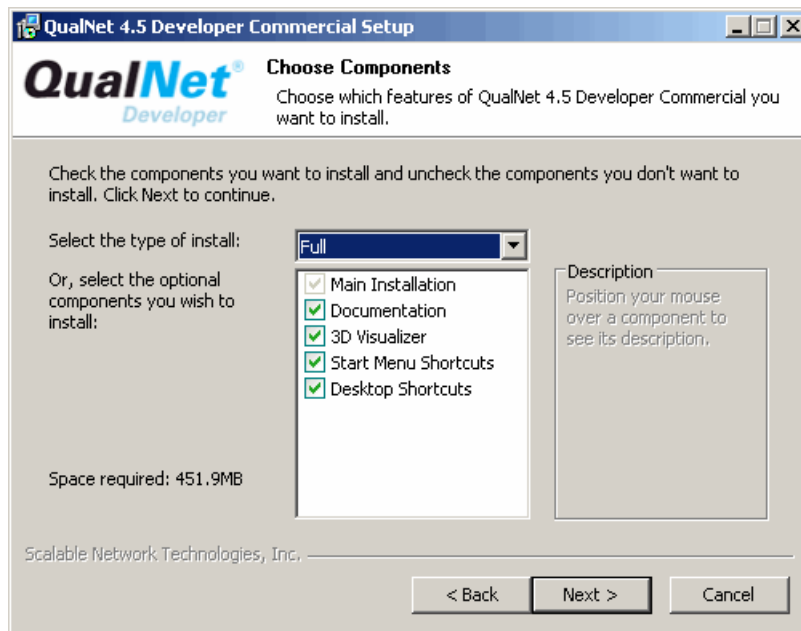 QualNet 4.5 Developer Commercial Setup
QualNet®
Developer
Choose Components
Choose which features of QualNet 4.5 Developer Commercial you
want to install.
Check the components you want to install and uncheck the components you don't want to
install. Click Next to continue.
Select the type of install:
Full
Or, select the optional
components you wish to
install:
Main Installation
Documentation
3D Visualizer
Start Menu Shortcuts
Desktop Shortcuts
Description
Position your mouse
over a component to
see its description.
Space required: 451.9MB
Scalable Network Technologies, Inc.
< Back
Next >
Cancel